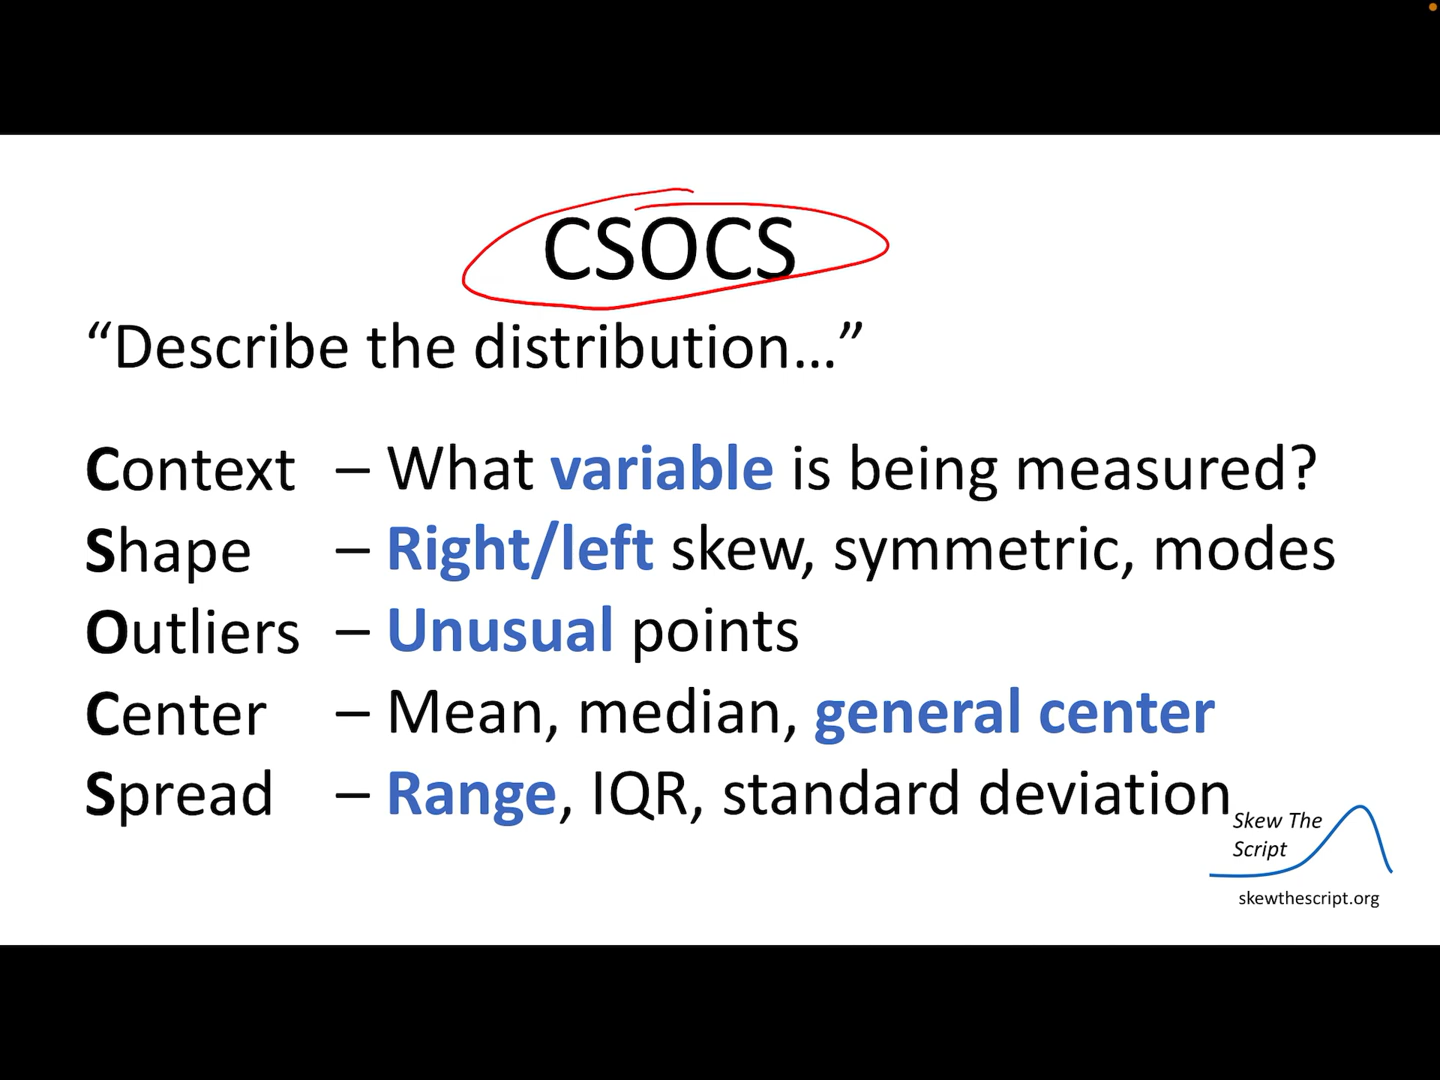 CSOCS
“Describe the distribution…”
Context – What variable is being measured?
Shape – Right/left skew, symmetric, modes
Outliers – Unusual points
Center – Mean, median, general center
Spread – Range, IQR, standard deviation
Skew The
Script
skewthescript.org